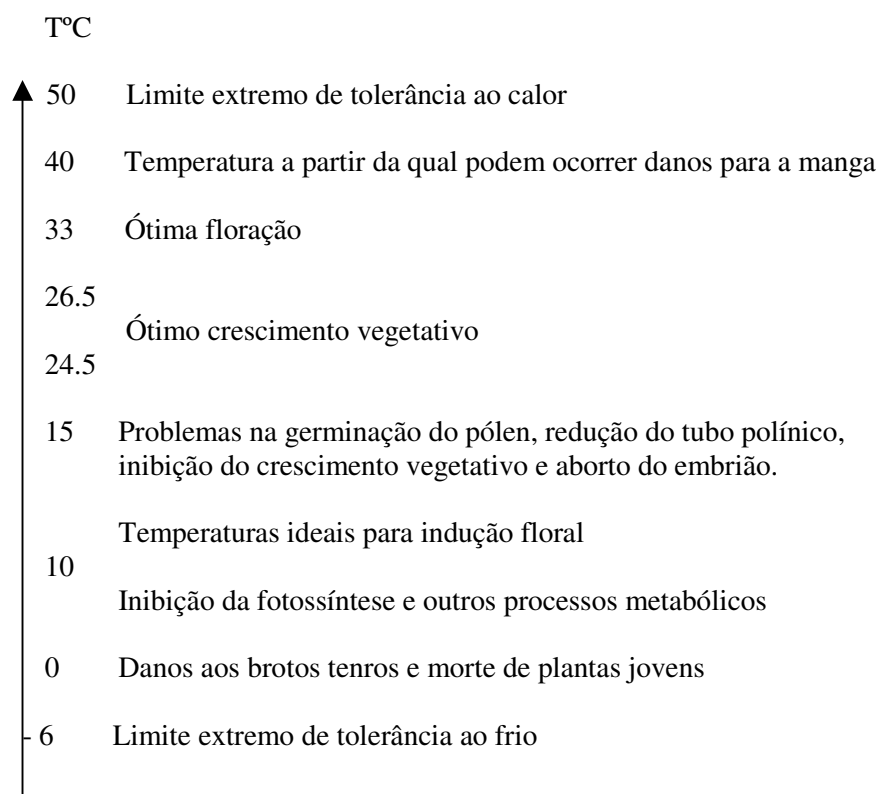 TºC
50 Limite extremo de tolerância ao calor
40 Temperatura a partir da qual podem ocorrer danos para a manga
33 Ótima floração
26.5
Ótimo crescimento vegetativo
24.5
15 Problemas na germinação do pólen, redução do tubo polínico,
inibição do crescimento vegetativo e aborto do embrião.
Temperaturas ideais para indução floral
10
Inibição da fotossíntese e outros processos metabólicos
0 Danos aos brotos tenros e morte de plantas jovens
- 6 Limite extremo de tolerância ao frio